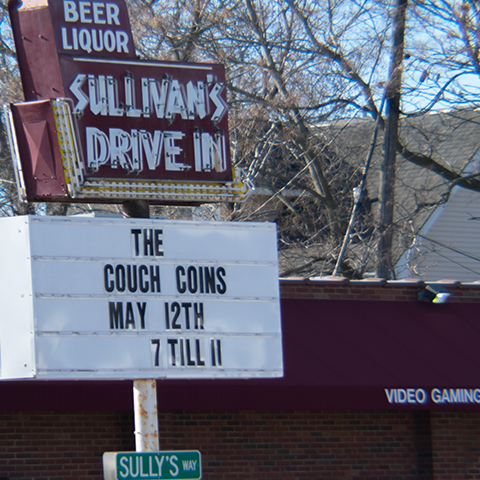 BEER
LIQUOR
SULLIVAN'S
DRIVE IN
THE
COUCH COINS
MAY 12TH
7 TILL 11
VIDEO GAMING
SULLY'S WAY